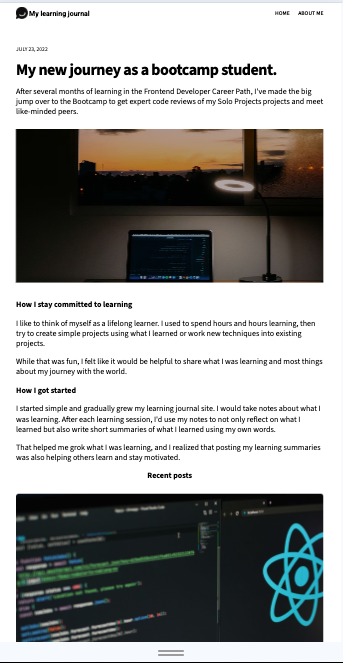 My learning journal
HOME ABOUT ME
JULY 23, 2022
My new journey as a bootcamp student.
After several months of learning in the Frontend Developer Career Path, I've made the big
jump over to the Bootcamp to get expert code reviews of my Solo Projects projects and meet
like-minded peers.
How I stay committed to learning
I like to think of myself as a lifelong learner. I used to spend hours and hours learning, then
try to create simple projects using what I learned or work new techniques into existing
projects.
While that was fun, I felt like it would be helpful to share what I was learning and most things
about my journey with the world.
How I got started
I started simple and gradually grew my learning journal site. I would take notes about what I
was learning. After each learning session, I'd use my notes to not only reflect on what I
learned but also write short summaries of what I learned using my own words.
That helped me grok what I was learning, and I realized that posting my learning summaries
was also helping others learn and stay motivated.
Recent posts